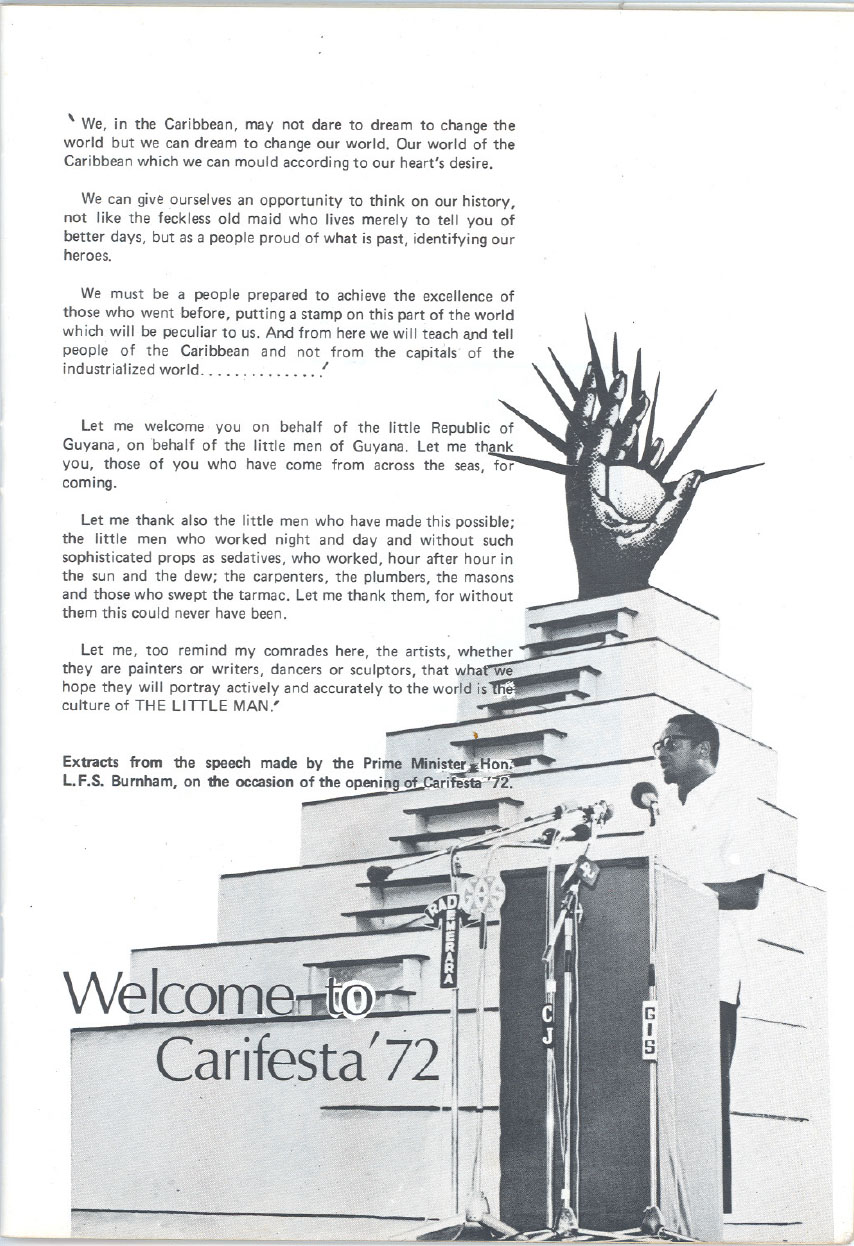 ‵ We, in the Caribbean, may not dare to dream to change the
world but we can dream to change our world. Our world of the
Caribbean which we can mould according to our heart's desire.
We can give ourselves an opportunity to think on our history,
not like the feckless old maid who lives merely to tell you of
better days, but as a people proud of what is past, identifying our
heroes.
We must be a people prepared to achieve the excellence of
those who went before, putting a stamp on this part of the world
which will be peculiar to us. And from here we will teach and tell
people of the Caribbean and not from the capitals of the
industrialized world...............′
Let me welcome you on behalf of the little Republic of
Guyana, on behalf of the little men of Guyana. Let me thank
you, those of you who have come from across the seas, for
coming.
Let me thank also the little men who have made this possible;
the little men who worked night and day and without such
sophisticated props as sedatives, who worked, hour after hour in
the sun and the dew; the carpenters, the plumbers, the masons
and those who swept the tarmac. Let me thank them, for without
them this could never have been.
Let me, too remind my comrades here, the artists, whether
they are painters or writers, dancers or sculptors, that what we
hope they will portray actively and accurately to the world is the
culture of THE LITTLE MAN.′
Extracts from the speech made by the Prime Minister Hon.
L.F.S. Burnham, on the occasion of the opening of Carifesta '72.
Welcome to
Carifesta'72
RAD
DEMERARA
GBS
CJ
GIS